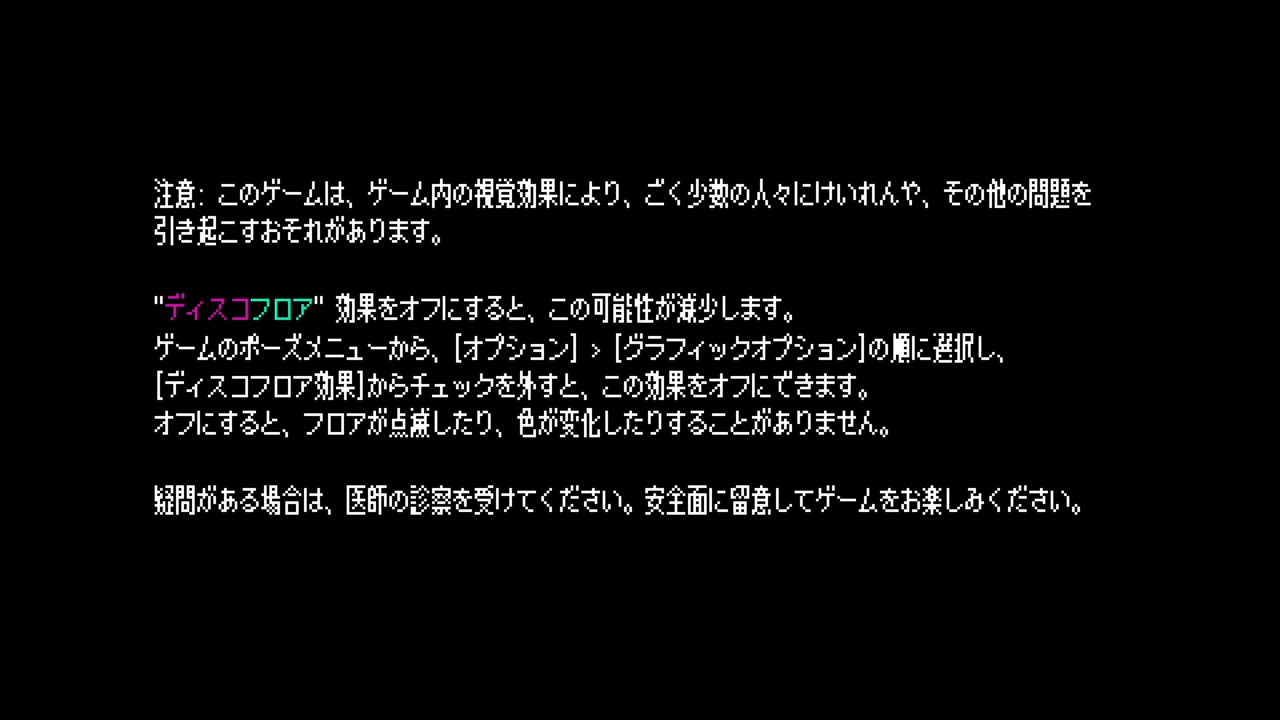 注意: このゲームは、ゲーム内の視覚効果により、ごく少数の人々にけいれんや、その他の問題を
引き起こすおそれがあります。
"ディスコフロア" 効果をオフにすると、この可能性が減少します。
ゲームのポーズメニューから、[オプション] > [グラフィックオプション]の順に選択し、
[ディスコフロア効果]からチェックを外すと、この効果をオフにできます。
オフにすると、フロアが点滅したり、色が変化したりすることがありません。
疑問がある場合は、医師の診察を受けてください。安全面に留意してゲームをお楽しみください。